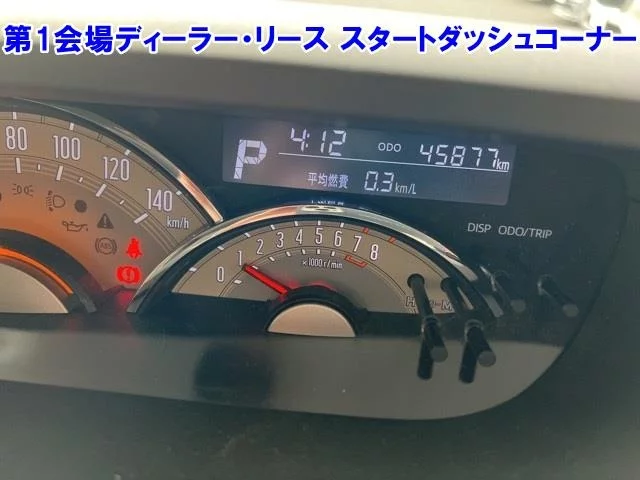 第1会場ディーラー・リース スタートダッシュコーナー
4:12 ODO 45877km
P
平均燃費 0.3km/L
80 100 120 140
km/h
DISP ODO/TRIP
ABS
0 1 2 3 4 5 6 7 8
×1000r/min